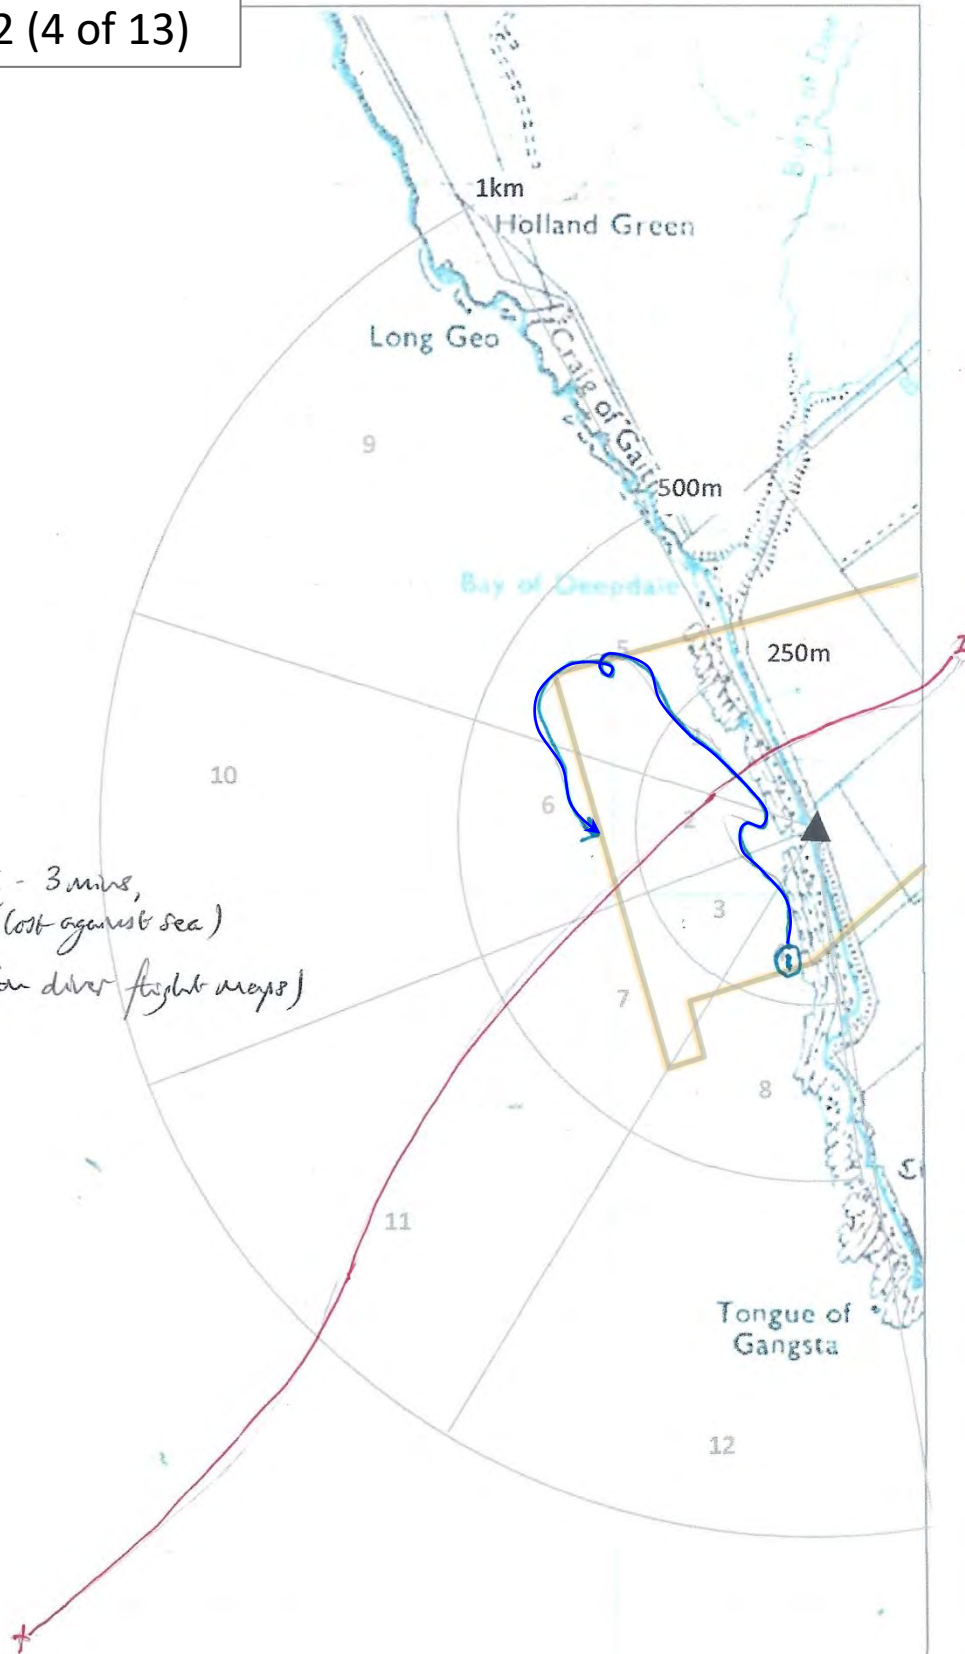 2 (4 of 13)
1km
Holland Green
Long Geo
Craig of Gait
9
500m
Bay of Deepdale
5
250m
10
6
2
- 3 mins,
(lost against sea)
3
on diver flight maps)
1
7
8
11
Tongue of
Gangsta
12